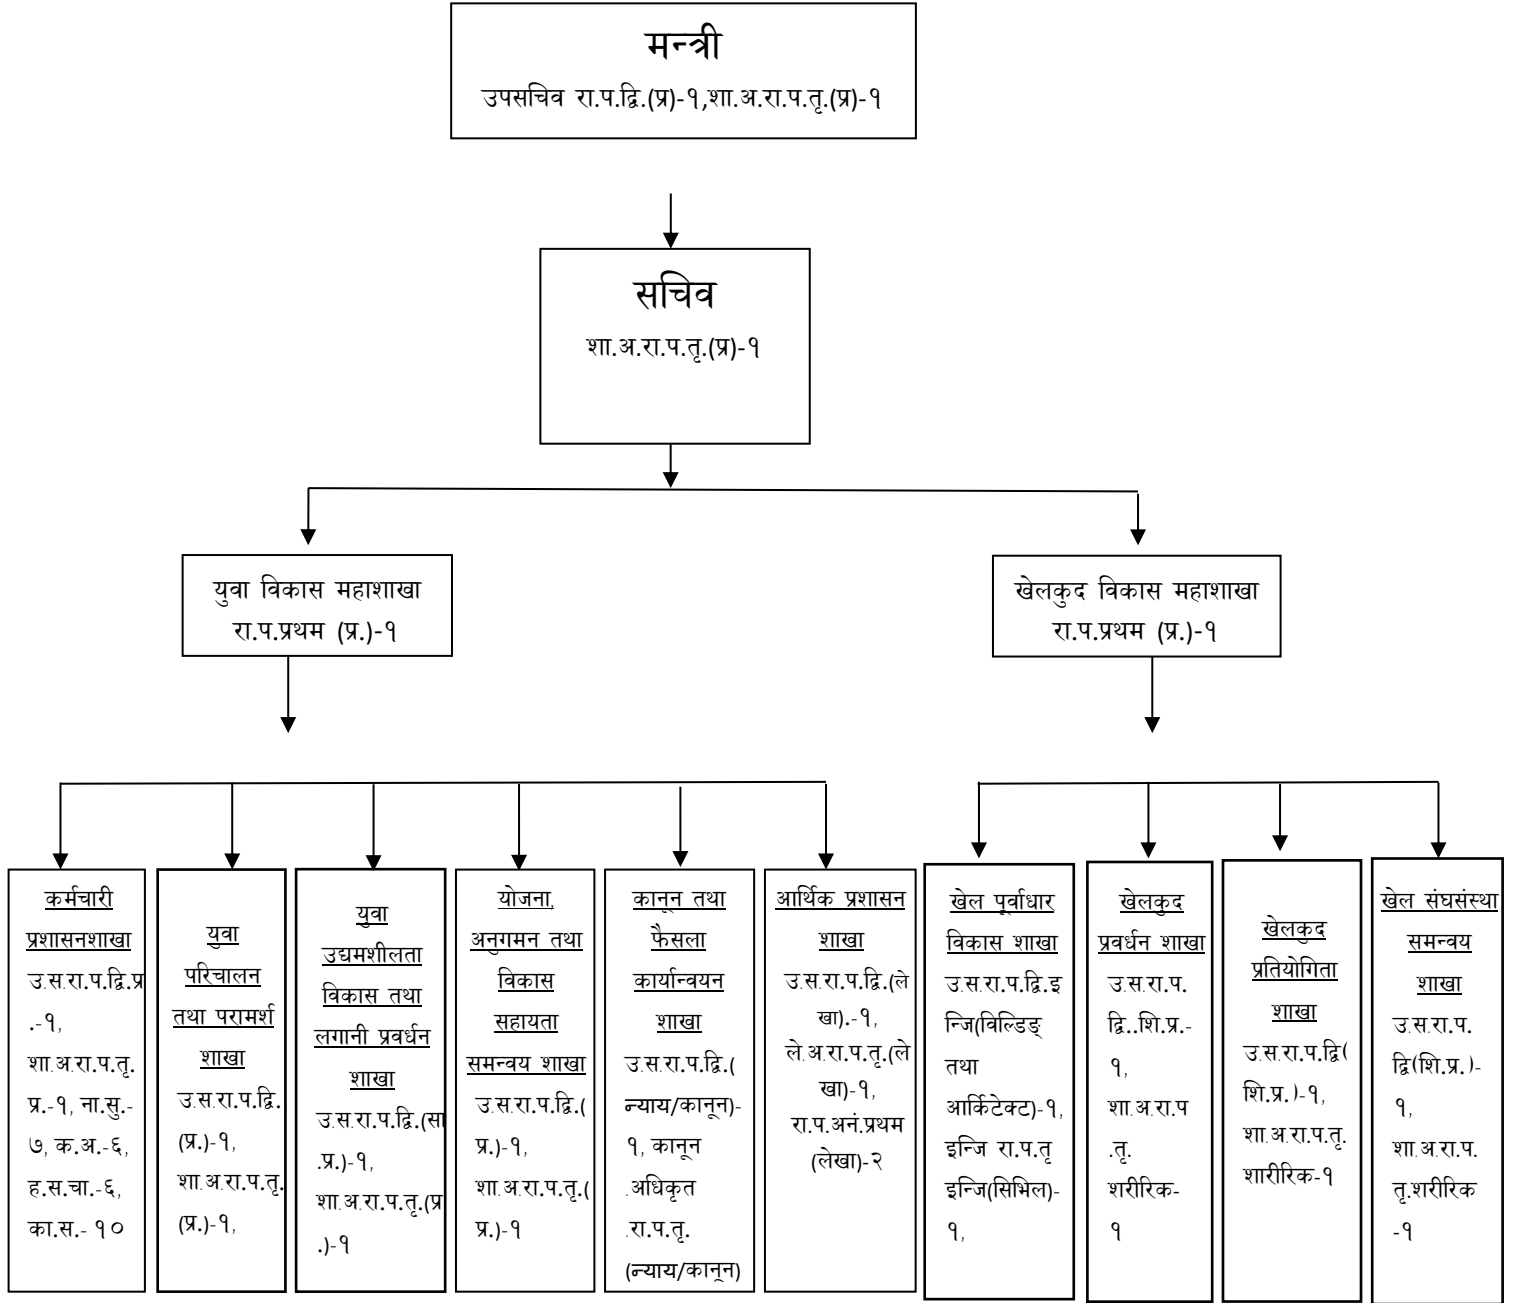 मन्त्री
उपसचिव रा.प.द्वि.(प्र)-१,शा.अ.रा.प.तृ.(प्र)-१
सचिव
शा.अ.रा.प.तृ.(प्र)-१
युवा विकास महाशाखा
रा.प.प्रथम (प्र.)-१
खेलकुद विकास महाशाखा
रा.प.प्रथम (प्र.)-१
कर्मचारी
प्रशासनशाखा
उ.स.रा.प.द्वि.प्र
.-१,
शा.अ.रा.प.तृ.
प्र.-१, ना.सु.-
७, क.अ.-६,
ह.स.चा.-६,
का.स.- १०
युवा
परिचालन
तथा परामर्श
शाखा
उ.स.रा.प.द्वि.
(प्र.)-१,
शा.अ.रा.प.तृ.
(प्र.)-१,
युवा
उद्यमशीलता
विकास तथा
लगानी प्रवर्धन
शाखा
उ.स.रा.प.द्वि.(सा
.प्र.)-१,
शा.अ.रा.प.तृ.(प्र
.)-१
योजना,
अनुगमन तथा
विकास
सहायता
समन्वय शाखा
उ.स.रा.प.द्वि.(
प्र.)-१,
शा.अ.रा.प.तृ.(
प्र.)-१
कानून तथा
फैसला
कार्यान्वयन
शाखा
उ.स.रा.प.द्वि.(
न्याय/कानून)-
१, कानून
अधिकृत
.रा.प.तृ.
(न्याय/कानून)
आर्थिक प्रशासन
शाखा
उ.स.रा.प.द्वि.(ले
खा).-१,
ले.अ.रा.प.तृ.(ले
खा)-१,
रा.प.अनं.प्रथम
(लेखा)-२
खेल पूर्वाधार
विकास शाखा
उ.स.रा.प.द्वि.इ
न्जि(विल्डिङ्
तथा
आर्किटेक्ट)-१,
इन्जि रा.प.तृ
इन्जि(सिभिल)-
१,
खेलकुद
प्रवर्धन शाखा
उ.स.रा.प.
द्वि..शि.प्र.-
१,
शा.अ.रा.प
.तृ.
शरीरिक-
१
खेलकुद
प्रतियोगिता
शाखा
उ.स.रा.प.द्वि(
शि.प्र.)-१,
शा.अ.रा.प.तृ.
शारीरिक-१
खेल संघसंस्था
समन्वय
शाखा
उ.स.रा.प.
द्वि(शि.प्र.)-
१,
शा.अ.रा.प.
तृ.शरीरिक
-१